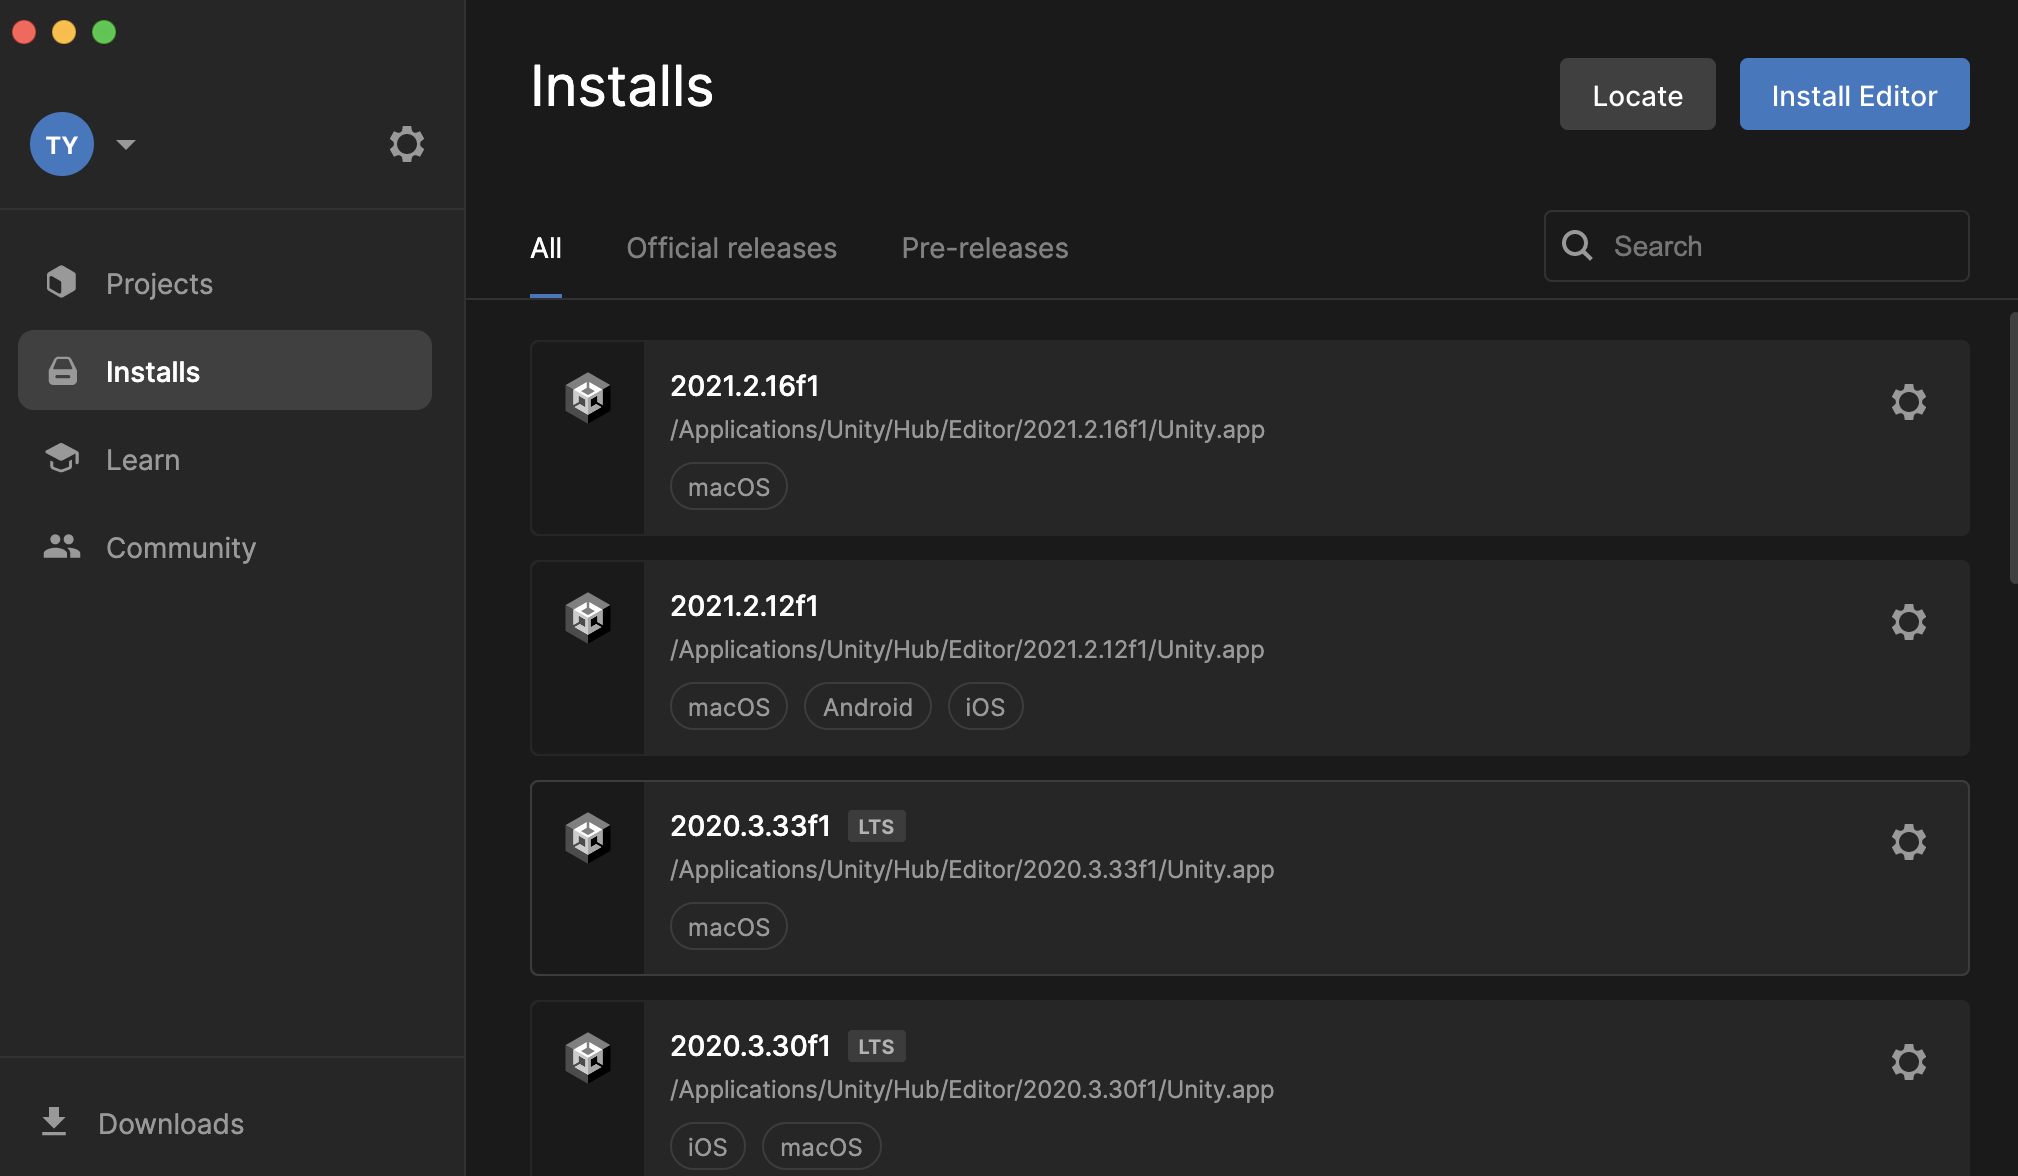 TY
Projects
Installs
Learn
Community
Downloads
Installs
Locate
Install Editor
All
Official releases
Pre-releases
Search
2021.2.16f1
/Applications/Unity/Hub/Editor/2021.2.16f1/Unity.app
macOS
2021.2.12f1
/Applications/Unity/Hub/Editor/2021.2.12f1/Unity.app
macOS Android iOS
2020.3.33f1 LTS
/Applications/Unity/Hub/Editor/2020.3.33f1/Unity.app
macOS
2020.3.30f1 LTS
/Applications/Unity/Hub/Editor/2020.3.30f1/Unity.app
iOS macOS